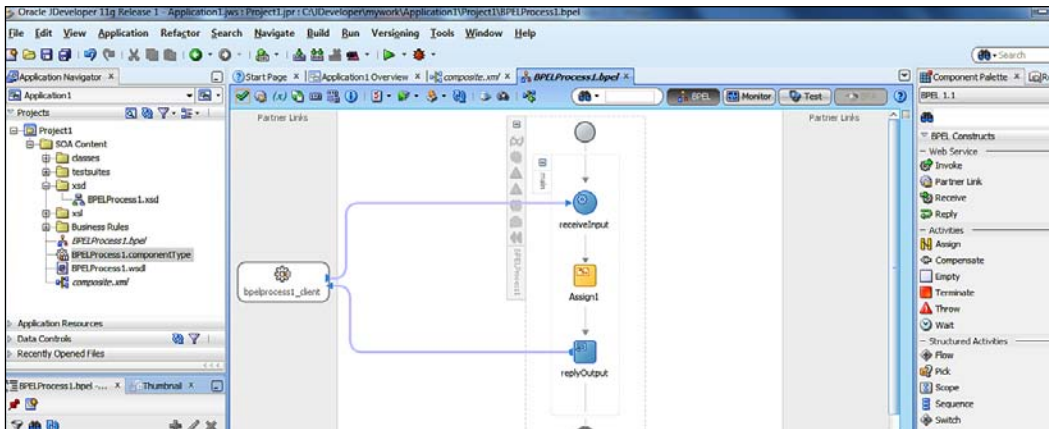 Oracle JDeveloper 11g Release 1 - Application1.jws : Project1.jpr : C:\JDeveloper\mywork\Application1\Project1\BPELProcess1.bpel
File Edit View Application Refactor Search Navigate Build Run Versioning Tools Window Help
Search
Application Navigator
Start Page
Application1 Overview
composite.xml
BPELProcess1.bpel
Component Palette
Application1
BPEL
Monitor
Test
BPEL 1.1
Projects
Partner Links
Partner Links
Project1
SOA Content
classes
testsuites
xsd
BPELProcess1.xsd
xsl
Business Rules
BPELProcess1.bpel
BPELProcess1.componentType
BPELProcess1.wsdl
composite.xml
Application Resources
Data Controls
Recently Opened Files
BPELProcess1.bpel -...
Thumbnail
bpelprocess1_client
main
BPELProcess1
receiveInput
Assign1
replyOutput
BPEL Constructs
Web Service
Invoke
Partner Link
Receive
Reply
Activities
Assign
Compensate
Empty
Terminate
Throw
Wait
Structured Activities
Flow
Pick
Scope
Sequence
Switch